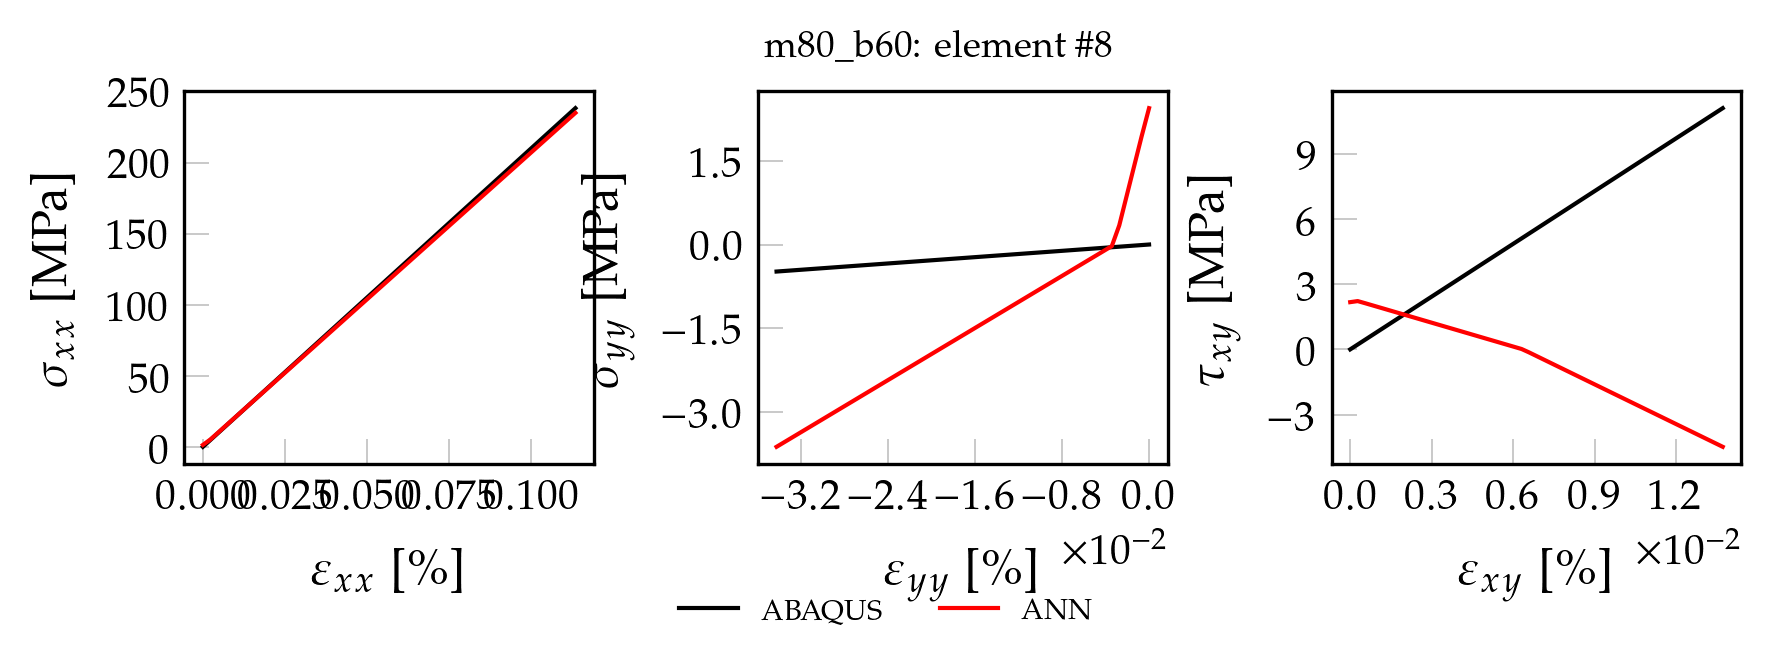 m80_b60: element #8
σxx [MPa]
250
200
150
100
50
0
0.000 0.025 0.050 0.075 0.100
εxx [%]
σyy [MPa]
1.5
0.0
−1.5
−3.0
−3.2 −2.4 −1.6 −0.8 0.0
×10−2
εyy [%]
τxy [MPa]
9
6
3
0
−3
0.0 0.3 0.6 0.9 1.2
×10−2
εxy [%]
ABAQUS ANN